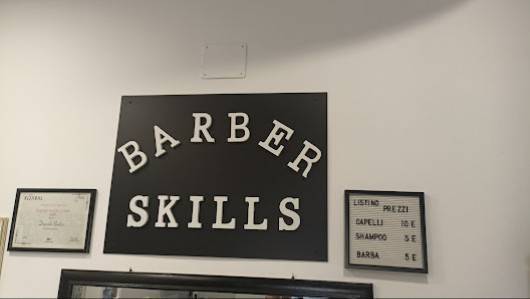 BARBER
SKILLS
LISTINO
PREZZI
CAPELLI 10 E
SHAMPOO 5 E
BARBA 5 E